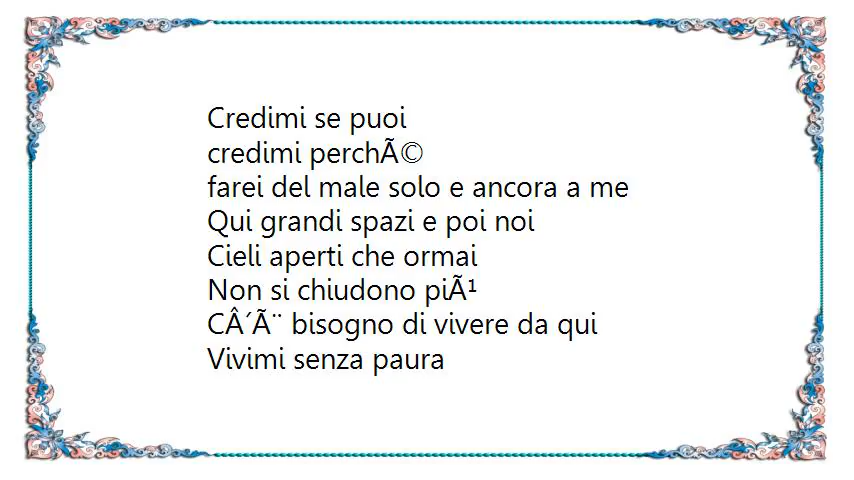 Credimi se puoi
credimi perchÃ©
farei del male solo e ancora a me
Qui grandi spazi e poi noi
Cieli aperti che ormai
Non si chiudono piÃ¹
CÂ´Ã¨ bisogno di vivere da qui
Vivimi senza paura